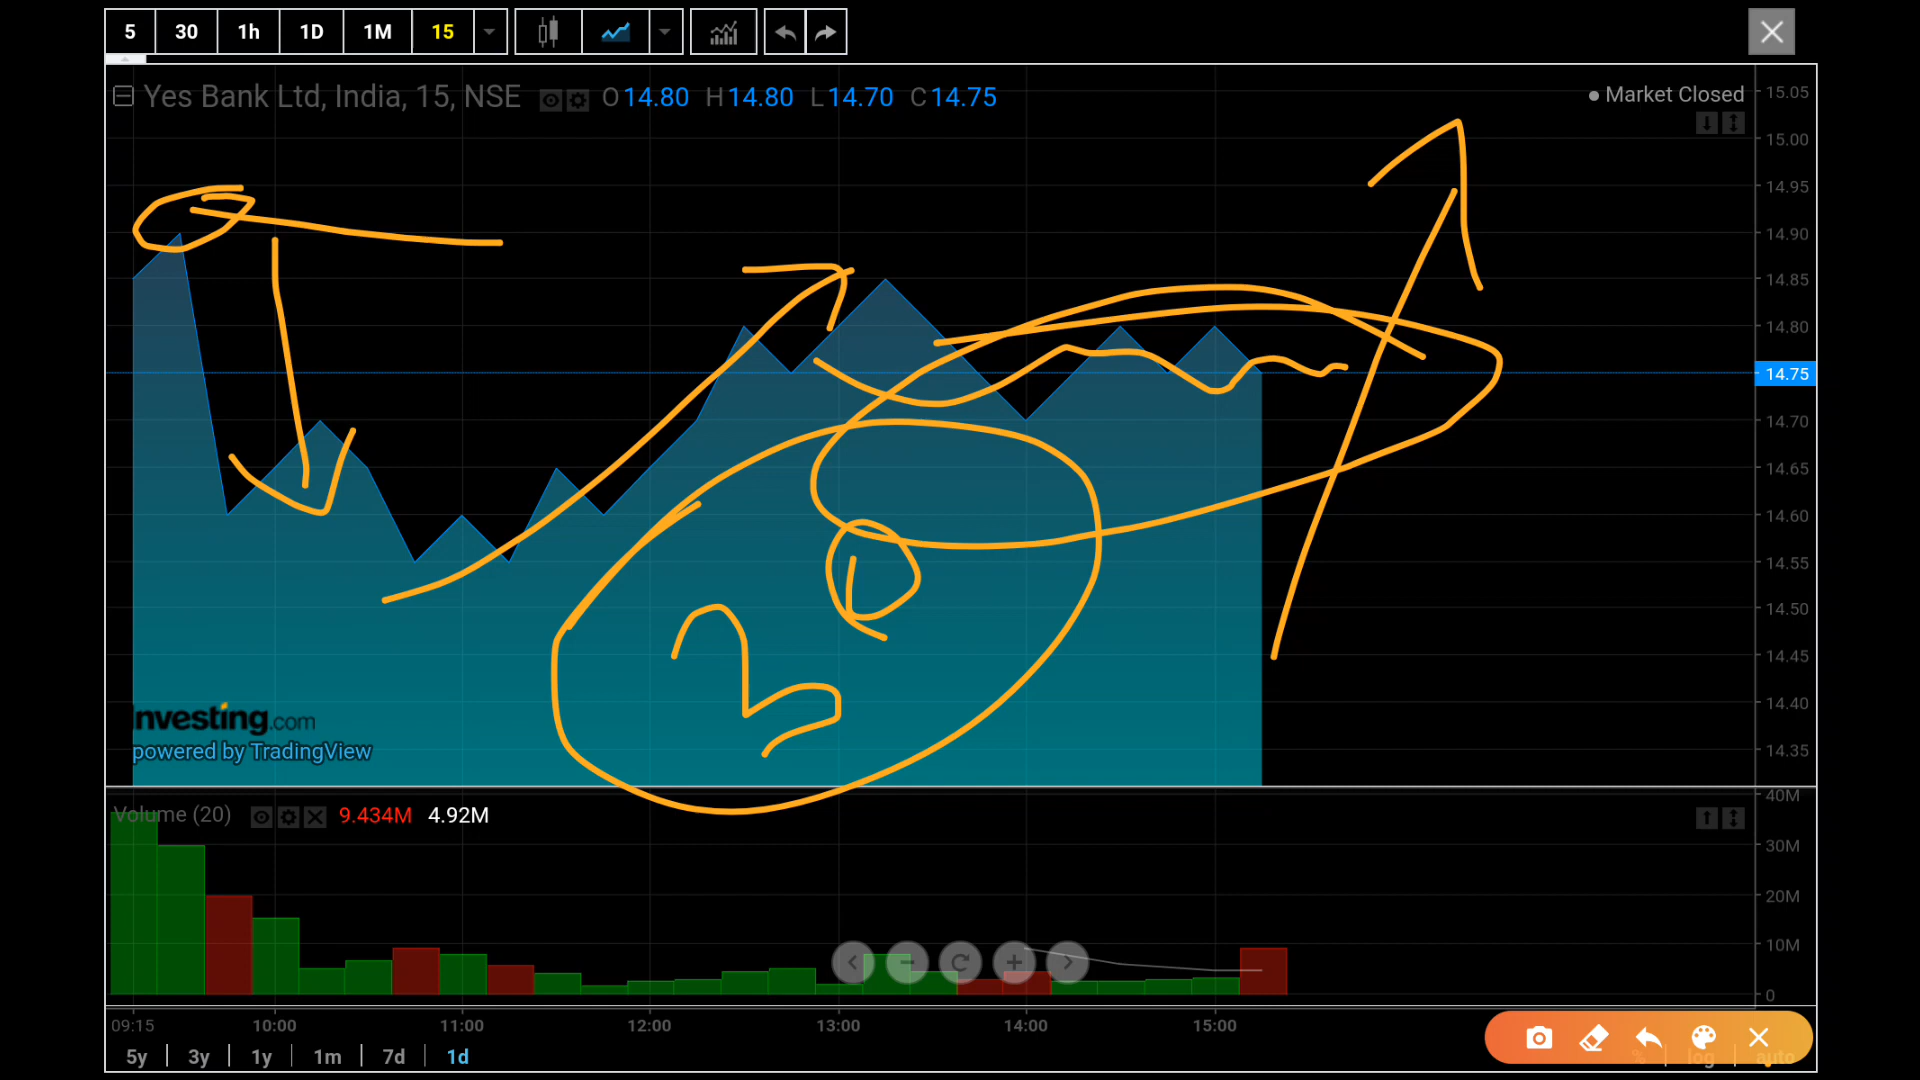 5 30 1h 1D 1M 15
Yes Bank Ltd, India, 15, NSE O 14.80 H 14.80 L 14.70 C 14.75
Market Closed
15.05
15.00
14.95
14.90
14.85
14.80
14.75
14.70
14.65
14.60
14.55
14.50
14.45
14.40
14.35
20
Investing.com
powered by TradingView
Volume (20) 9.434M 4.92M
40M
30M
20M
10M
0
09:15 10:00 11:00 12:00 13:00 14:00 15:00
5y 3y 1y 1m 7d 1d
log auto